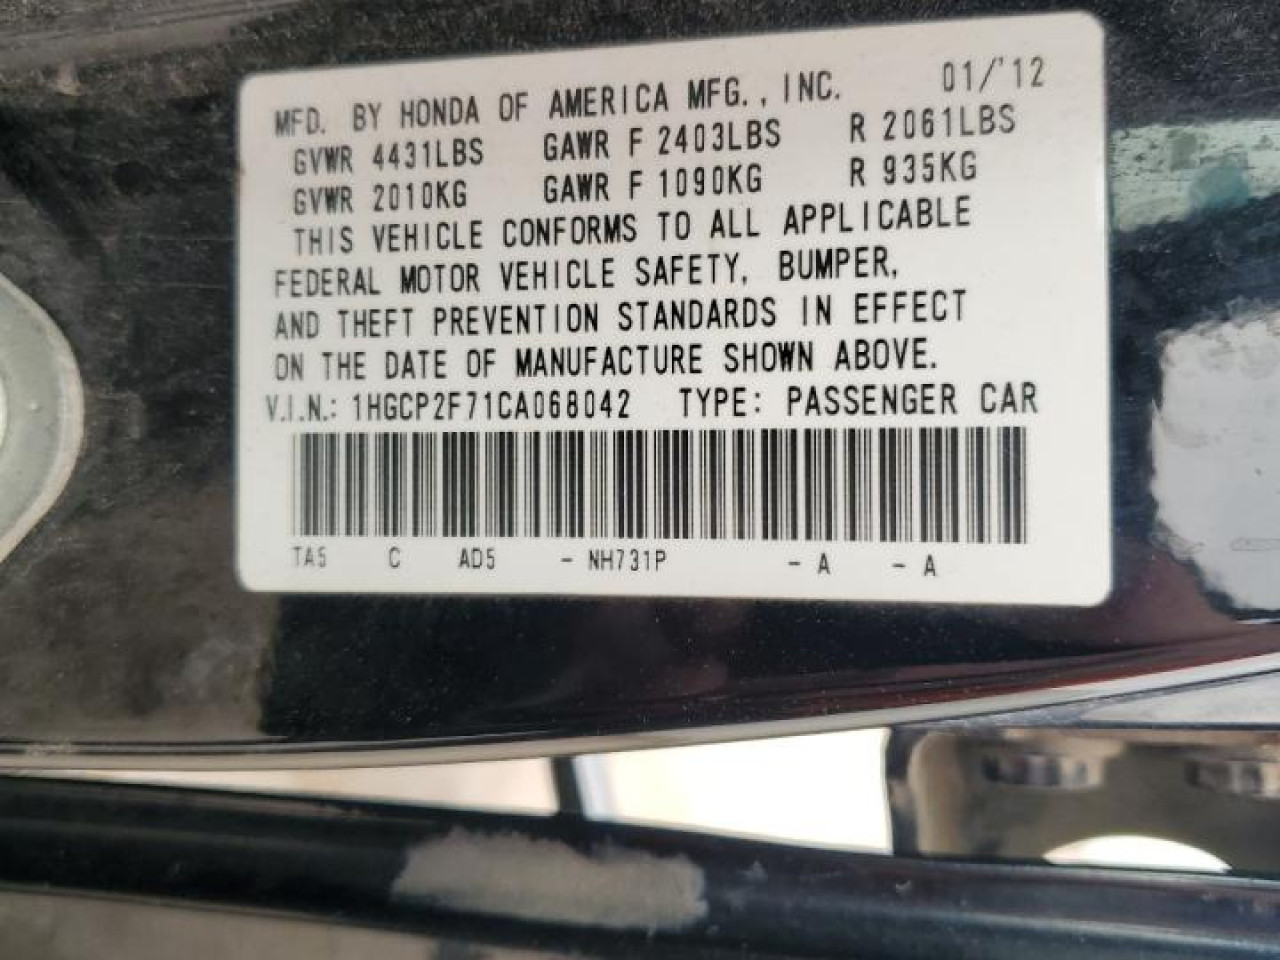 MFD. BY HONDA OF AMERICA MFG., INC. 01/'12
GVWR 4431LBS GAWR F 2403LBS R 2061LBS
GVWR 2010KG GAWR F 1090KG R 935KG
THIS VEHICLE CONFORMS TO ALL APPLICABLE
FEDERAL MOTOR VEHICLE SAFETY, BUMPER,
AND THEFT PREVENTION STANDARDS IN EFFECT
ON THE DATE OF MANUFACTURE SHOWN ABOVE.
V.I.N.: 1HGCP2F71CA068042 TYPE: PASSENGER CAR
TA5 C AD5 - NH731P - A - A